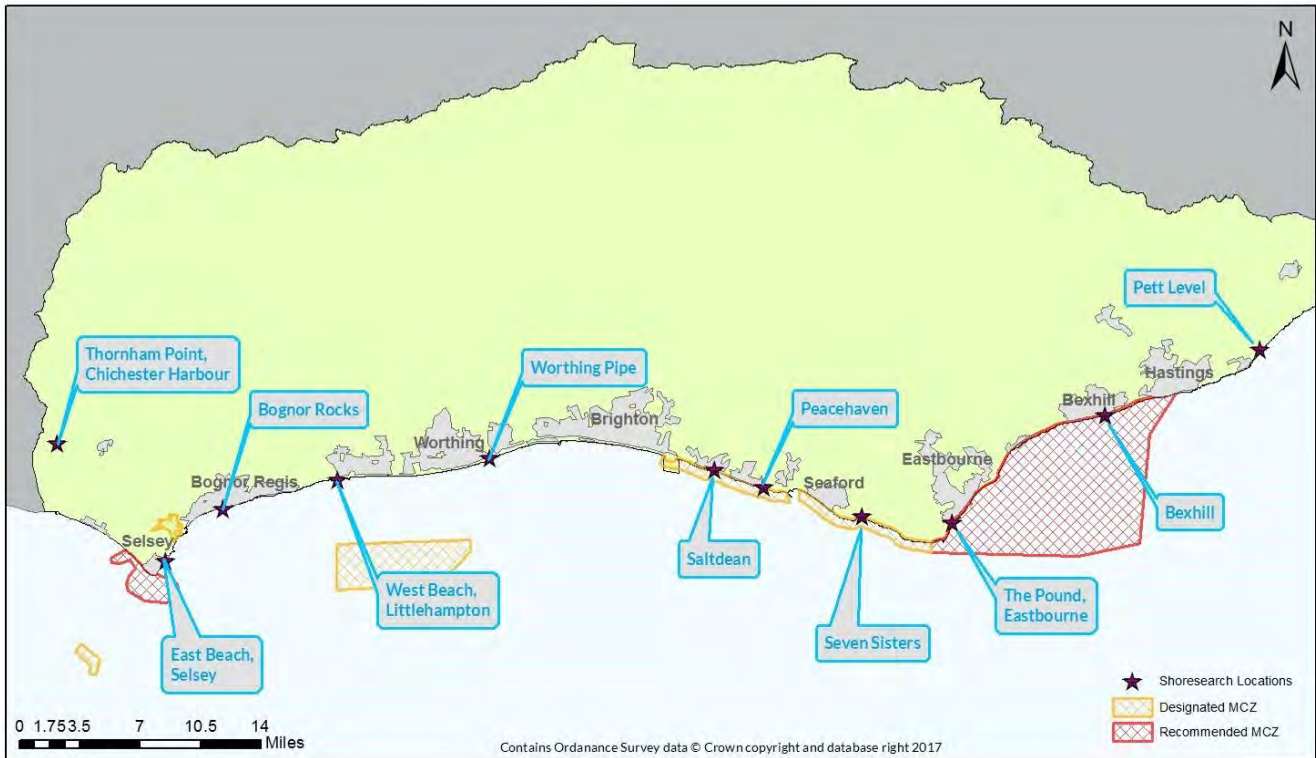 N
Pett Level
Thornham Point,
Chichester Harbour
Worthing Pipe
Hastings
Bognor Rocks
Peacehaven
Bexhill
Brighton
Worthing
Eastbourne
Bognor Regis
Seaford
Bexhill
Selsey
Saltdean
West Beach,
Littlehampton
The Pound,
Eastbourne
Seven Sisters
East Beach,
Selsey
Shoresearch Locations
Designated MCZ
Recommended MCZ
0 1.753.5 7 10.5 14
Miles
Contains Ordanance Survey data © Crown copyright and database right 2017